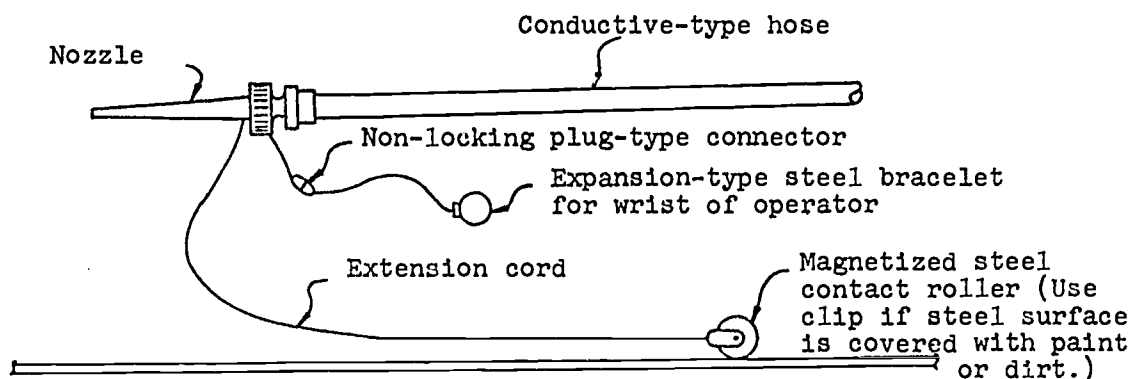 Conductive-type hose
Nozzle
Non-locking plug-type connector
Expansion-type steel bracelet
for wrist of operator
Extension cord
Magnetized steel
contact roller (Use
clip if steel surface
is covered with paint
or dirt.)